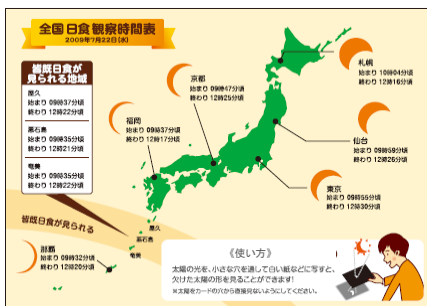 全国日食観察時間表
2009年7月22日(水)
皆既日食が
見られる地域
屋久
始まり 09時37分頃
終わり 12時22分頃
黒石島
始まり 09時35分頃
終わり 12時21分頃
奄美
始まり 09時35分頃
終わり 12時22分頃
札幌
始まり 10時04分頃
終わり 12時16分頃
京都
始まり 09時47分頃
終わり 12時25分頃
福岡
始まり 09時37分頃
終わり 12時17分頃
仙台
始まり 09時59分頃
終わり 12時26分頃
東京
始まり 09時55分頃
終わり 12時30分頃
皆既日食が見られる
屋久
黒石島
奄美
那覇
始まり 09時32分頃
終わり 12時20分頃
《使い方》
太陽の光を、小さな穴を通して白い紙などに写すと、
欠けた太陽の形を見ることができます!
※太陽をカードの穴から直接見ないようにしてください。